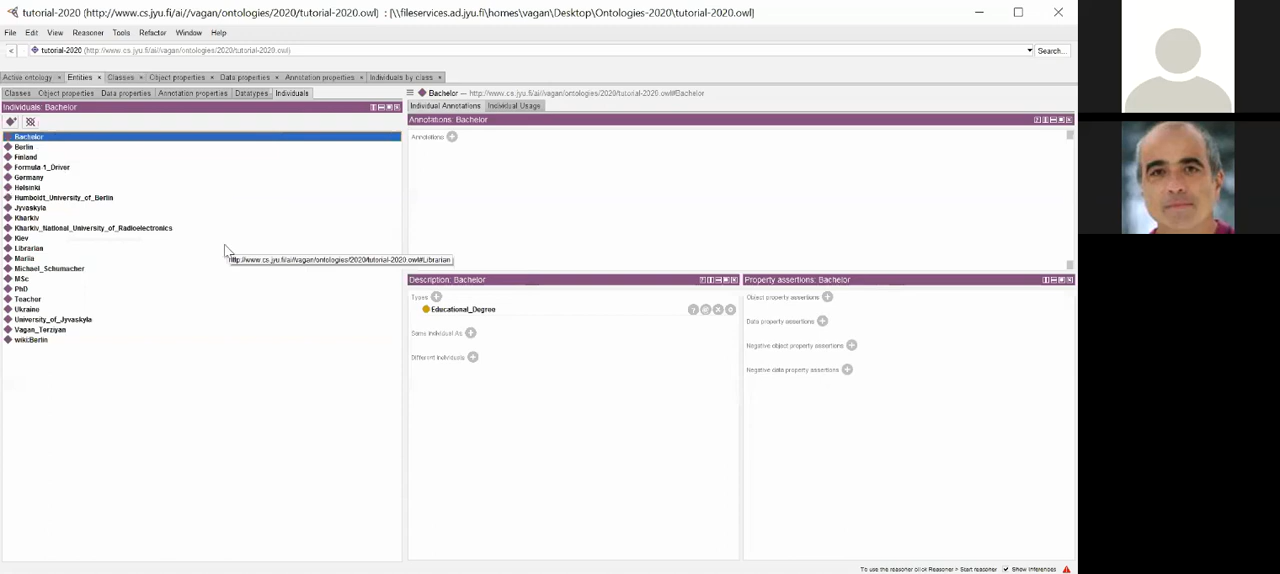 tutorial-2020 (http://www.cs.jyu.fi/ai//vagan/ontologies/2020/tutorial-2020.owl) : [\\fileservices.ad.jyu.fi\homes\vagan\Desktop\Ontologies-2020\tutorial-2020.owl]
File Edit View Reasoner Tools Refactor Window Help
< tutorial-2020 (http://www.cs.jyu.fi/ai//vagan/ontologies/2020/tutorial-2020.owl) Search...
Active ontology × Entities × Classes × Object properties × Data properties × Annotation properties × Individuals by class ×
Classes Object properties Data properties Annotation properties Datatypes Individuals
Individuals: Bachelor
Bachelor
Berlin
Finland
Formula-1_Driver
Germany
Helsinki
Humboldt_University_of_Berlin
Jyvaskyla
Kharkiv
Kharkiv_National_University_of_Radioelectronics
Kiev
Librarian
Mariia
Michael_Schumacher
MSc
PhD
Teacher
Ukraine
University_of_Jyvaskyla
Vagan_Terziyan
wiki:Berlin
http://www.cs.jyu.fi/ai//vagan/ontologies/2020/tutorial-2020.owl#Librarian
Bachelor — http://www.cs.jyu.fi/ai//vagan/ontologies/2020/tutorial-2020.owl#Bachelor
Individual Annotations Individual Usage
Annotations: Bachelor
Annotations
Description: Bachelor
Types
Educational_Degree
Same Individual As
Different Individuals
Property assertions: Bachelor
Object property assertions
Data property assertions
Negative object property assertions
Negative data property assertions
To use the reasoner click Reasoner > Start reasoner Show Inferences